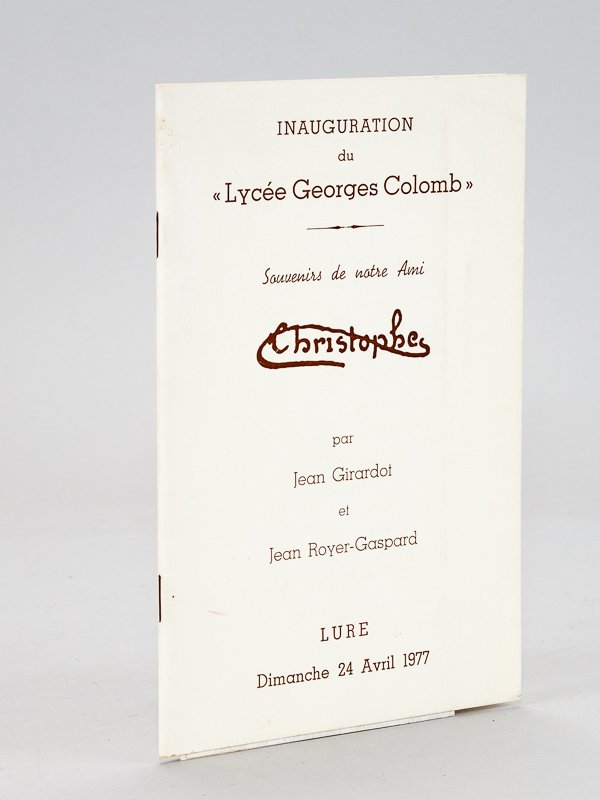 INAUGURATION
du
« Lycée Georges Colomb »
Souvenirs de notre Ami
Christophe
par
Jean Girardot
et
Jean Royer-Gaspard
LURE
Dimanche 24 Avril 1977